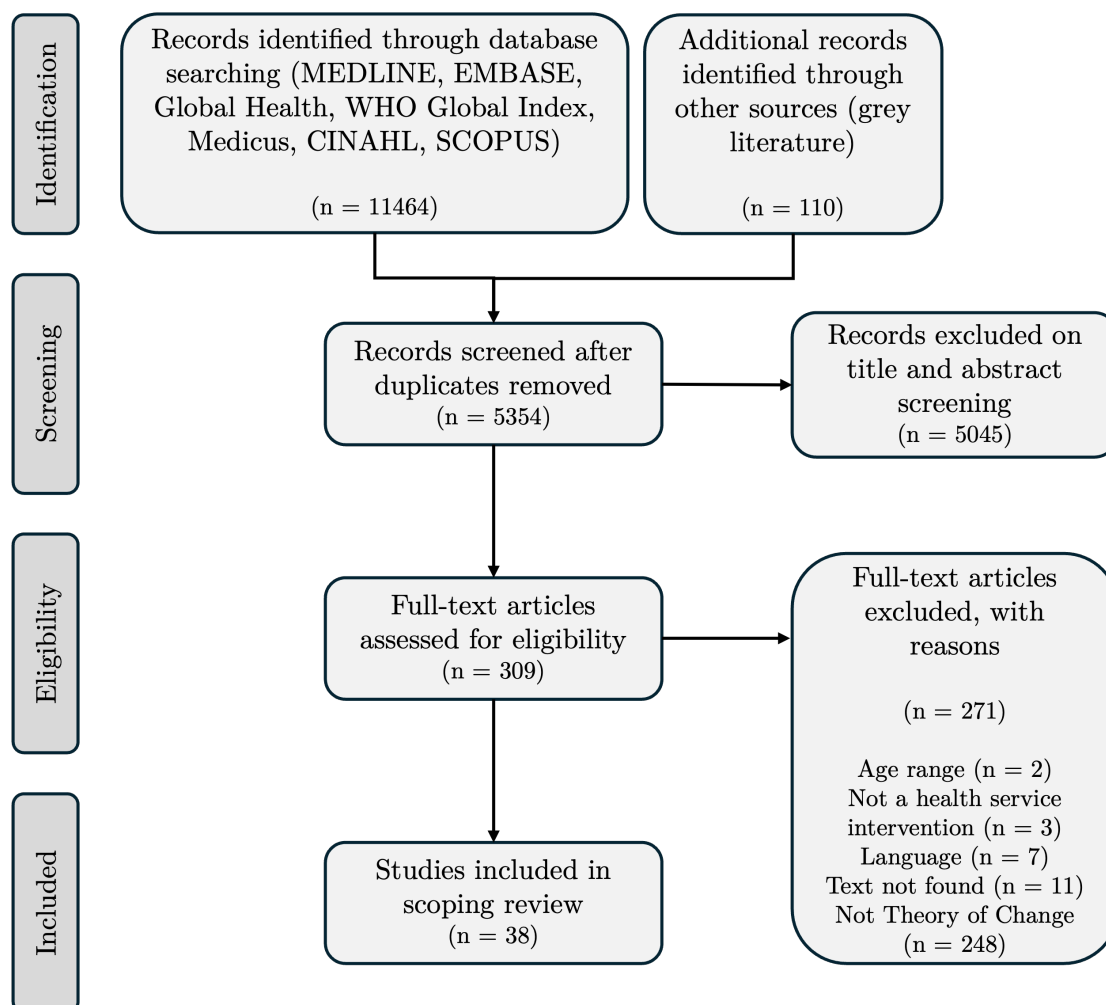 Identification
Records identified through database
searching (MEDLINE, EMBASE,
Global Health, WHO Global Index,
Medicus, CINAHL, SCOPUS)
(n = 11464)
Additional records
identified through
other sources (grey
literature)
(n = 110)
Screening
Records screened after
duplicates removed
(n = 5354)
Records excluded on
title and abstract
screening
(n = 5045)
Eligibility
Full-text articles
assessed for eligibility
(n = 309)
Full-text articles
excluded, with
reasons
(n = 271)
Age range (n = 2)
Not a health service
intervention (n = 3)
Language (n = 7)
Text not found (n = 11)
Not Theory of Change
(n = 248)
Included
Studies included in
scoping review
(n = 38)